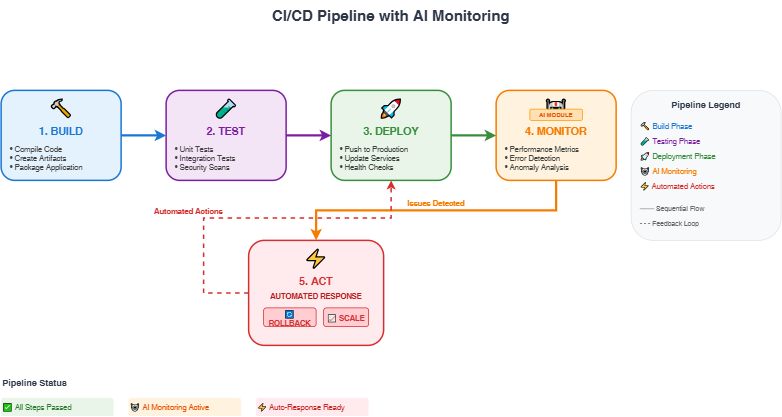 CI/CD Pipeline with AI Monitoring
1. BUILD
• Compile Code
• Create Artifacts
• Package Application
2. TEST
• Unit Tests
• Integration Tests
• Security Scans
3. DEPLOY
• Push to Production
• Update Services
• Health Checks
AI MODULE
4. MONITOR
• Performance Metrics
• Error Detection
• Anomaly Analysis
Pipeline Legend
Build Phase
Testing Phase
Deployment Phase
AI Monitoring
Automated Actions
Sequential Flow
Feedback Loop
Issues Detected
Automated Actions
5. ACT
AUTOMATED RESPONSE
ROLLBACK
SCALE
Pipeline Status
All Steps Passed
AI Monitoring Active
Auto-Response Ready